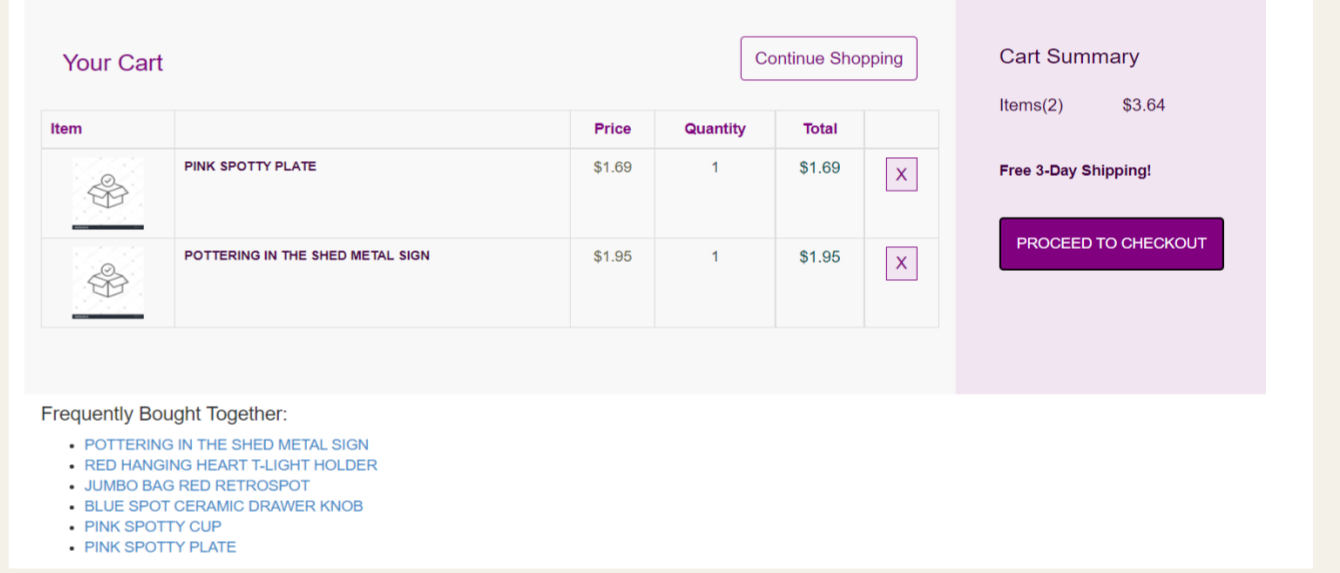 Your Cart
Continue Shopping
Item Price Quantity Total
PINK SPOTTY PLATE $1.69 1 $1.69 X
POTTERING IN THE SHED METAL SIGN $1.95 1 $1.95 X
Cart Summary
Items(2) $3.64
Free 3-Day Shipping!
PROCEED TO CHECKOUT
Frequently Bought Together:
• POTTERING IN THE SHED METAL SIGN
• RED HANGING HEART T-LIGHT HOLDER
• JUMBO BAG RED RETROSPOT
• BLUE SPOT CERAMIC DRAWER KNOB
• PINK SPOTTY CUP
• PINK SPOTTY PLATE